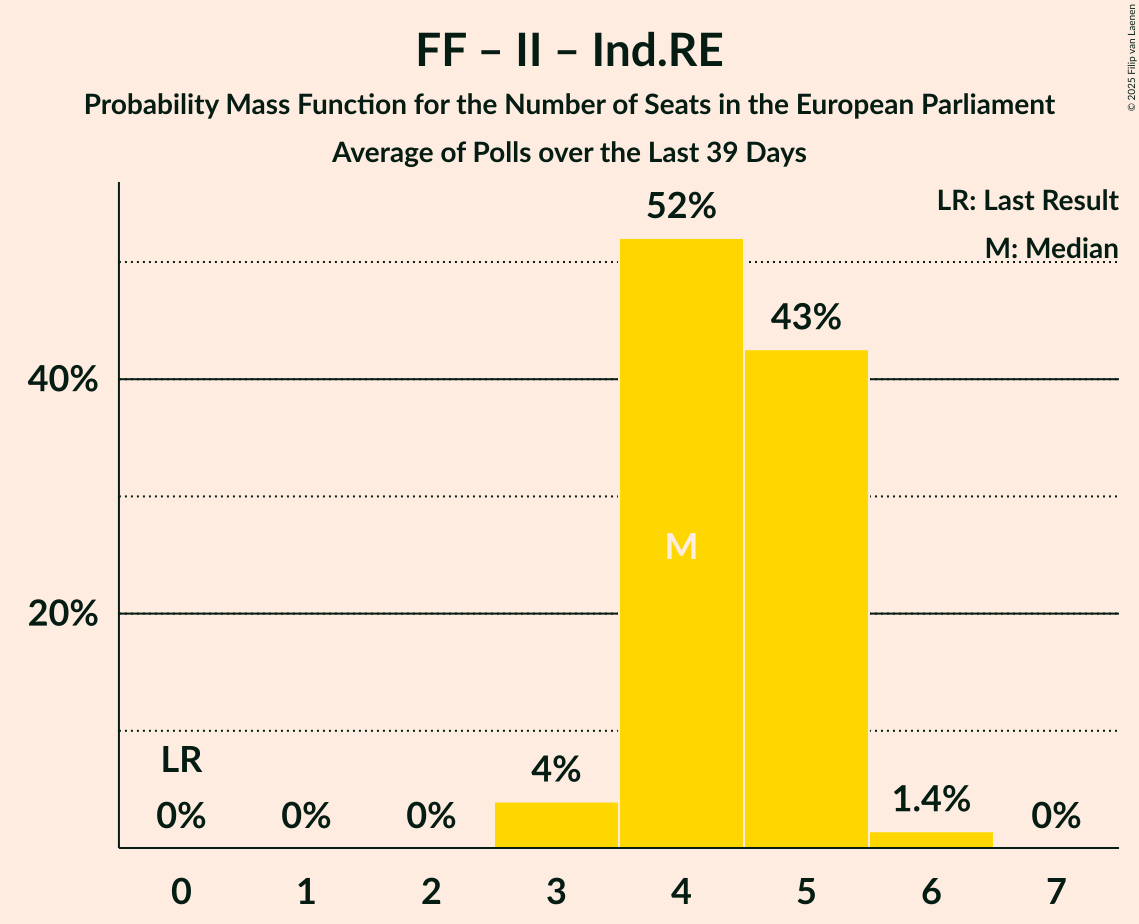 FF – II – Ind.RE
Probability Mass Function for the Number of Seats in the European Parliament
Average of Polls over the Last 39 Days
© 2025 Filip van Laenen
LR: Last Result
M: Median
52%
43%
40%
M
20%
LR
4%
1.4%
0%
0%
0%
0%
0
1
2
3
4
5
6
7